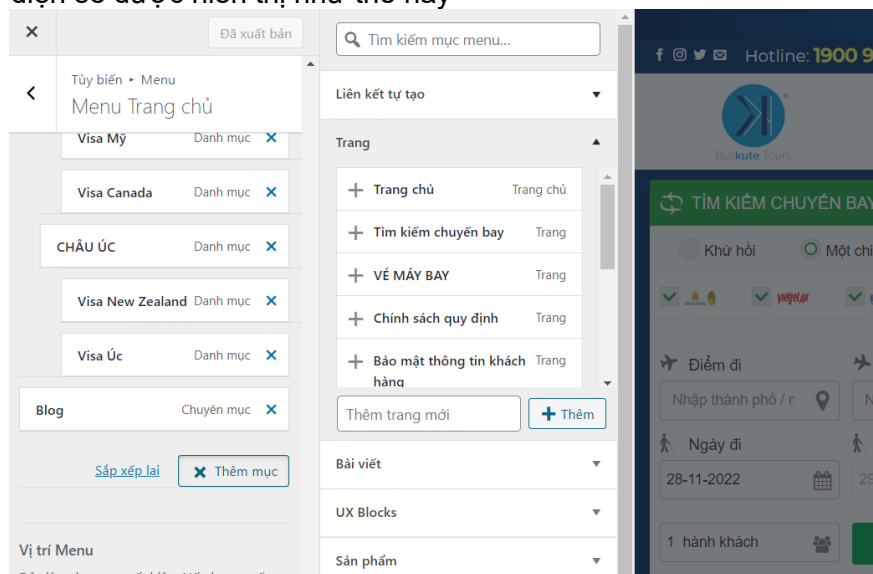 điện sẽ được hiển thị như thế này
Đã xuất bản
Tùy biến ▸ Menu
Menu Trang chủ
Visa Mỹ Danh mục
Visa Canada Danh mục
CHÂU ÚC Danh mục
Visa New Zealand Danh mục
Visa Úc Danh mục
Blog Chuyên mục
Sắp xếp lại Thêm mục
Vị trí Menu
Tìm kiếm mục menu...
Liên kết tự tạo
Trang
Trang chủ Trang chủ
Tìm kiếm chuyến bay Trang
VÉ MÁY BAY Trang
Chính sách quy định Trang
Bảo mật thông tin khách Trang
hàng
Thêm trang mới Thêm
Bài viết
UX Blocks
Sản phẩm
Hotline: 1900 9
Buskute Tours
TÌM KIẾM CHUYẾN BAY
Khứ hồi Một chi
vietjetAir
Điểm đi
Nhập thành phố / n N
Ngày đi
28-11-2022 29
1 hành khách